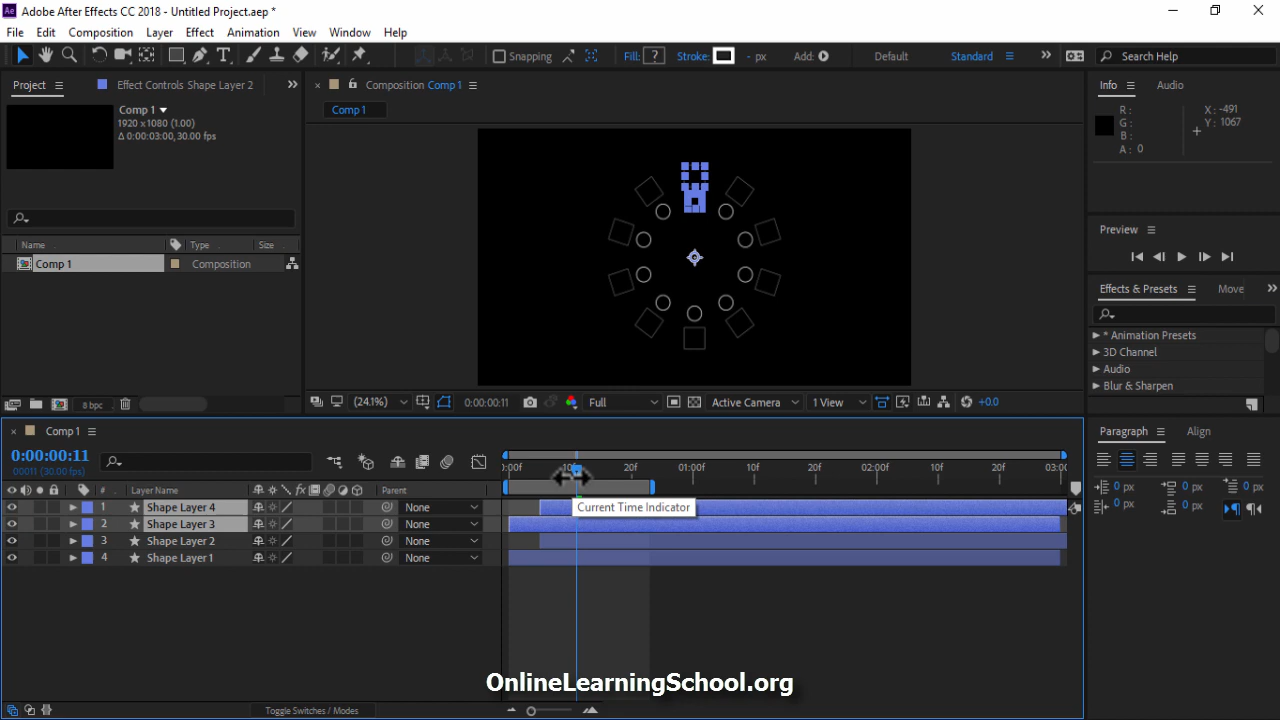 Adobe After Effects CC 2018 - Untitled Project.aep *
File Edit Composition Layer Effect Animation View Window Help
Snapping Fill: ? Stroke: - px Add: Default Standard Search Help
Project Effect Controls Shape Layer 2
Composition Comp 1
Info Audio
Comp 1
1920 x 1080 (1.00)
Δ 0:00:03:00, 30.00 fps
Comp 1
R:
G:
B:
A: 0
X: -491
Y: 1067
Preview
Name Type Size
Comp 1 Composition
Effects & Presets Move
* Animation Presets
3D Channel
Audio
Blur & Sharpen
8 bpc
(24.1%) 0:00:00:11 Full Active Camera 1 View +0.0
Comp 1
0:00:00:11
00011 (30.00 fps)
:00f 10f 20f 01:00f 10f 20f 02:00f 10f 20f 03:00
# Layer Name Parent
1 Shape Layer 4 None
2 Shape Layer 3 None
3 Shape Layer 2 None
4 Shape Layer 1 None
Current Time Indicator
Paragraph Align
0 px 0 px 0 px
0 px 0 px
OnlineLearningSchool.org
Toggle Switches / Modes